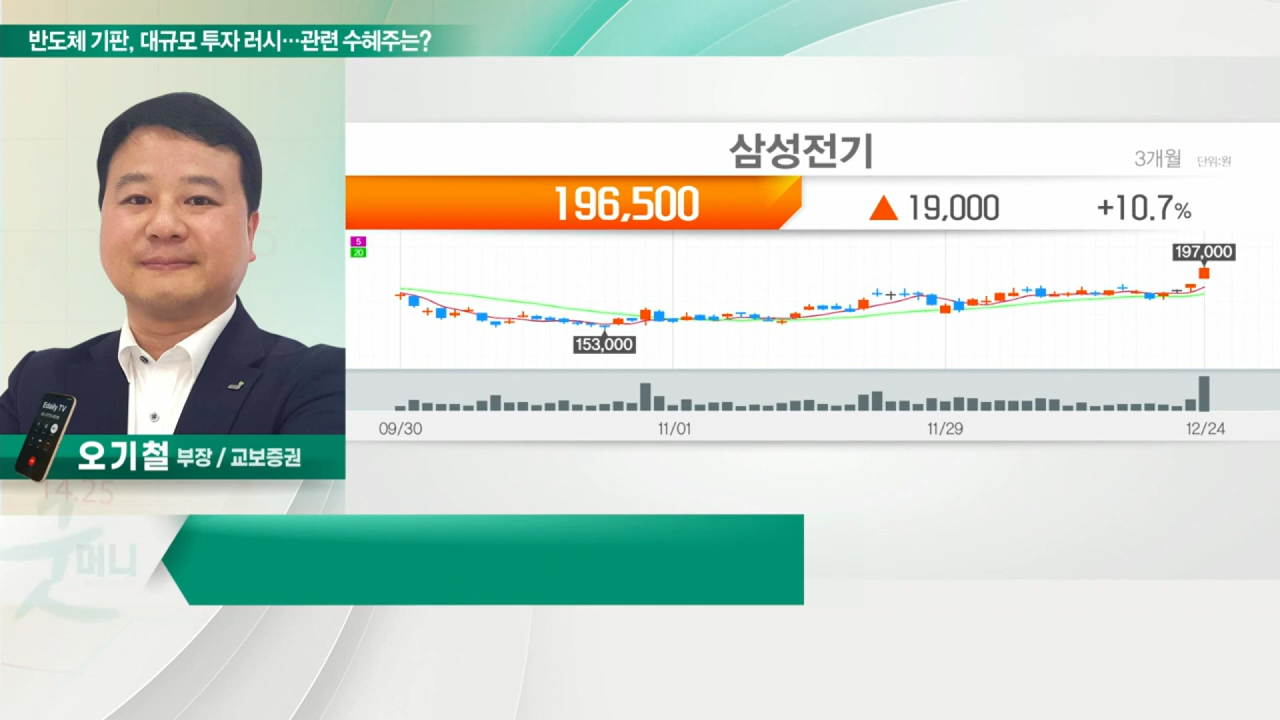 반도체 기판, 대규모 투자 러시…관련 수혜주는?
삼성전기
3개월 단위:원
196,500 ▲ 19,000 +10.7%
5
20
197,000
153,000
09/30 11/01 11/29 12/24
Edaily TV
오기철 부장 / 교보증권
14.25
머니